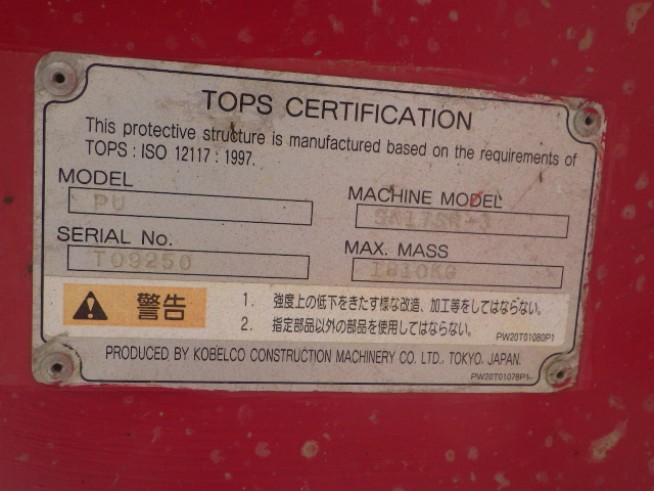 TOPS CERTIFICATION
This protective structure is manufactured based on the requirements of
TOPS : ISO 12117 : 1997.
MODEL
PU
MACHINE MODEL
SK17SR-3
SERIAL No.
T09250
MAX. MASS
1810KG
警告
1. 強度上の低下をきたす様な改造、加工等をしてはならない。
2. 指定部品以外の部品を使用してはならない。
PW20T01080P1
PRODUCED BY KOBELCO CONSTRUCTION MACHINERY CO. LTD., TOKYO, JAPAN.
PW20T01078P1